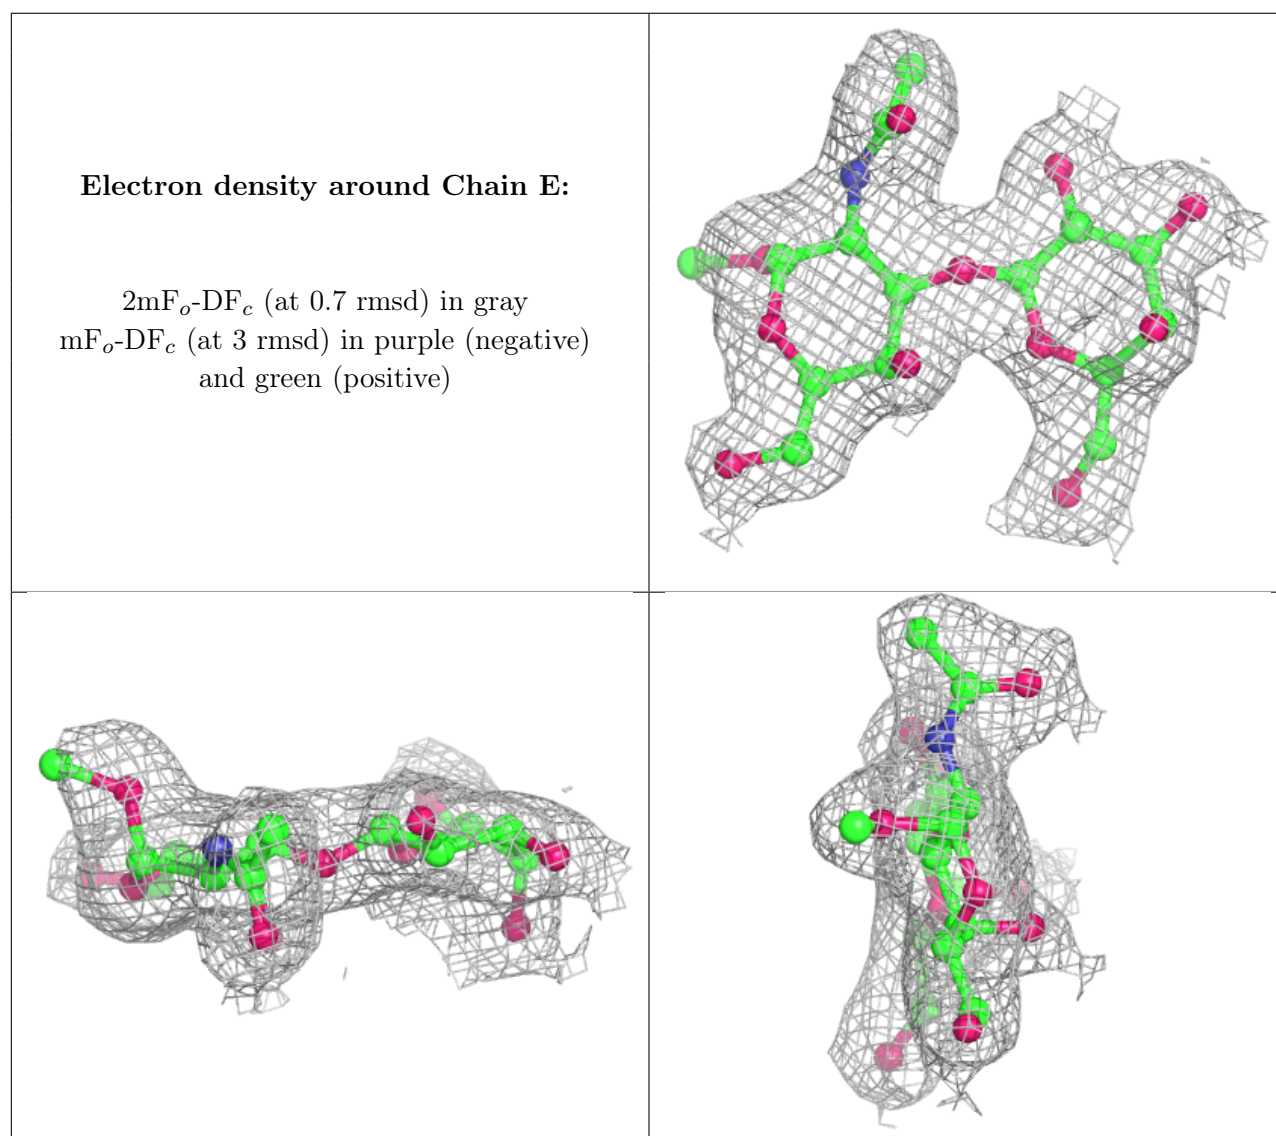 Electron density around Chain E:
2mFo-DFc (at 0.7 rmsd) in gray
mFo-DFc (at 3 rmsd) in purple (negative)
and green (positive)